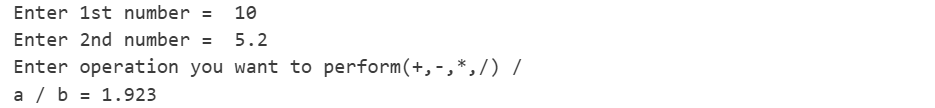 Enter 1st number =  10
Enter 2nd number =  5.2
Enter operation you want to perform(+,-,*,/) /
a / b = 1.923